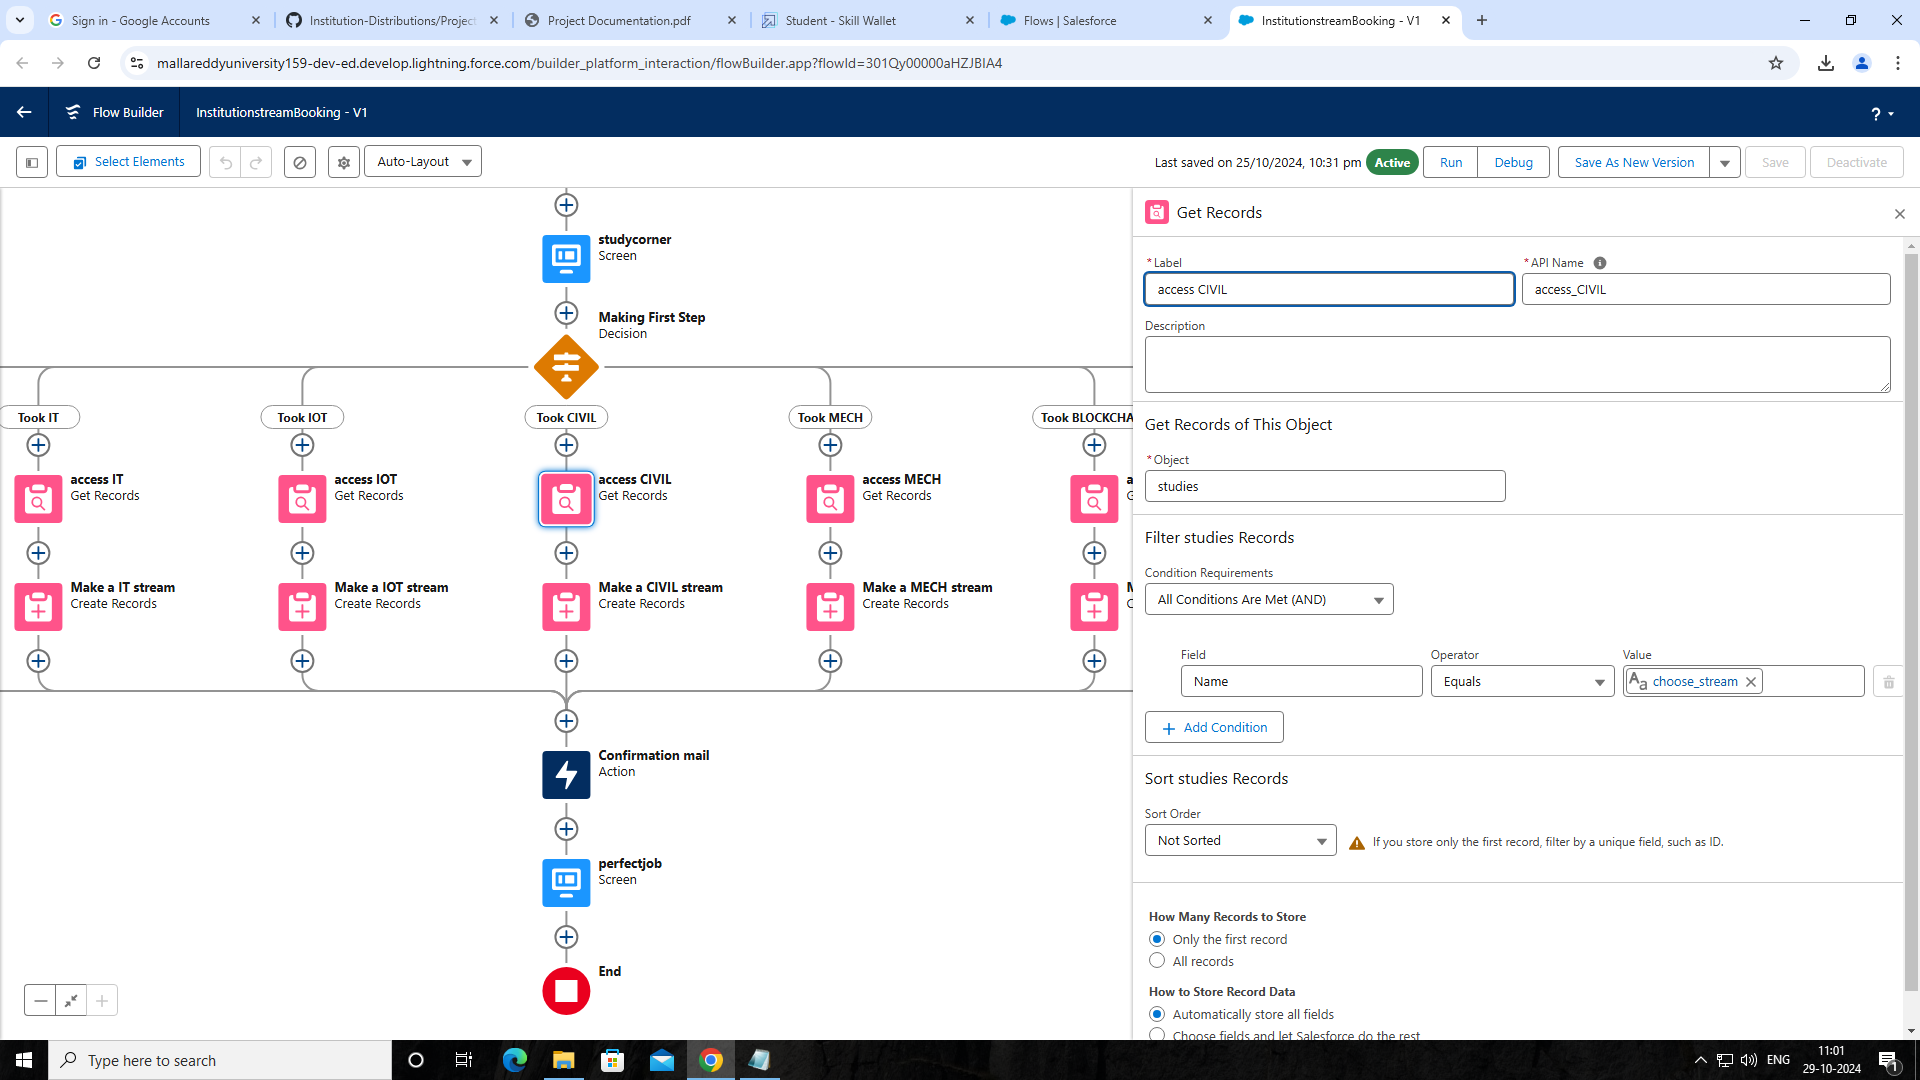 Sign in - Google Accounts
Institution-Distributions/Project
Project Documentation.pdf
Student - Skill Wallet
Flows | Salesforce
InstitutionstreamBooking - V1
mallareddyuniversity159-dev-ed.develop.lightning.force.com/builder_platform_interaction/flowBuilder.app?flowId=301Qy00000aHZJBIA4
Flow Builder
InstitutionstreamBooking - V1
?
Select Elements
Auto-Layout
Last saved on 25/10/2024, 10:31 pm
Active
Run
Debug
Save As New Version
Save
Deactivate
studycorner
Screen
Making First Step
Decision
Took IT
Took IOT
Took CIVIL
Took MECH
Took BLOCKCHA
access IT
Get Records
access IOT
Get Records
access CIVIL
Get Records
access MECH
Get Records
a
G
Make a IT stream
Create Records
Make a IOT stream
Create Records
Make a CIVIL stream
Create Records
Make a MECH stream
Create Records
M
C
Confirmation mail
Action
perfectjob
Screen
End
Get Records
* Label
access CIVIL
* API Name
access_CIVIL
Description
Get Records of This Object
* Object
studies
Filter studies Records
Condition Requirements
All Conditions Are Met (AND)
Field
Name
Operator
Equals
Value
Aa choose_stream
Add Condition
Sort studies Records
Sort Order
Not Sorted
If you store only the first record, filter by a unique field, such as ID.
How Many Records to Store
Only the first record
All records
How to Store Record Data
Automatically store all fields
Choose fields and let Salesforce do the rest
Type here to search
ENG
11:01
29-10-2024
1